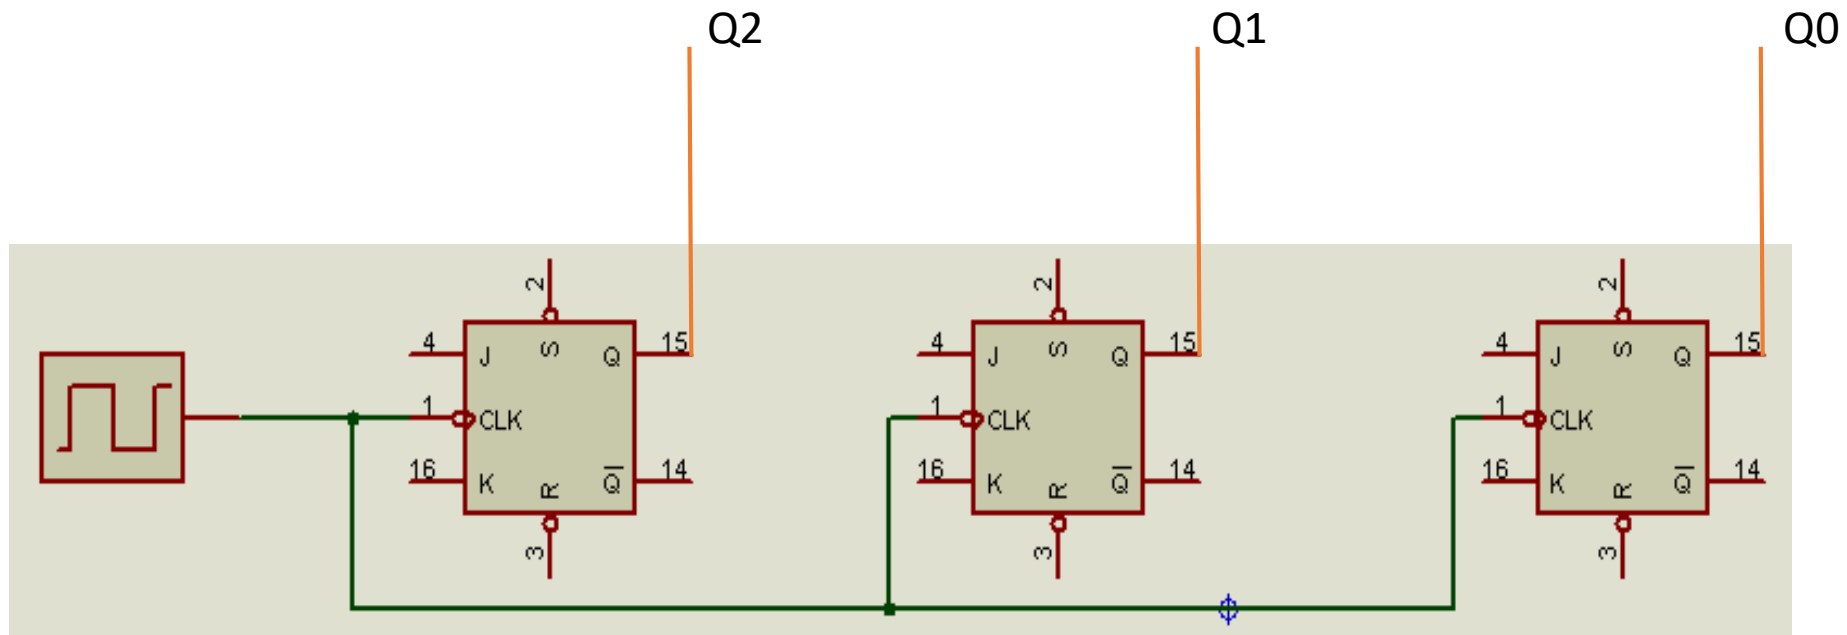 Q2 Q1 Q0
2 2 2
4 J S Q 15 4 J S Q 15 4 J S Q 15
1 CLK 1 CLK 1 CLK
16 K R Q̅ 14 16 K R Q̅ 14 16 K R Q̅ 14
3 3 3